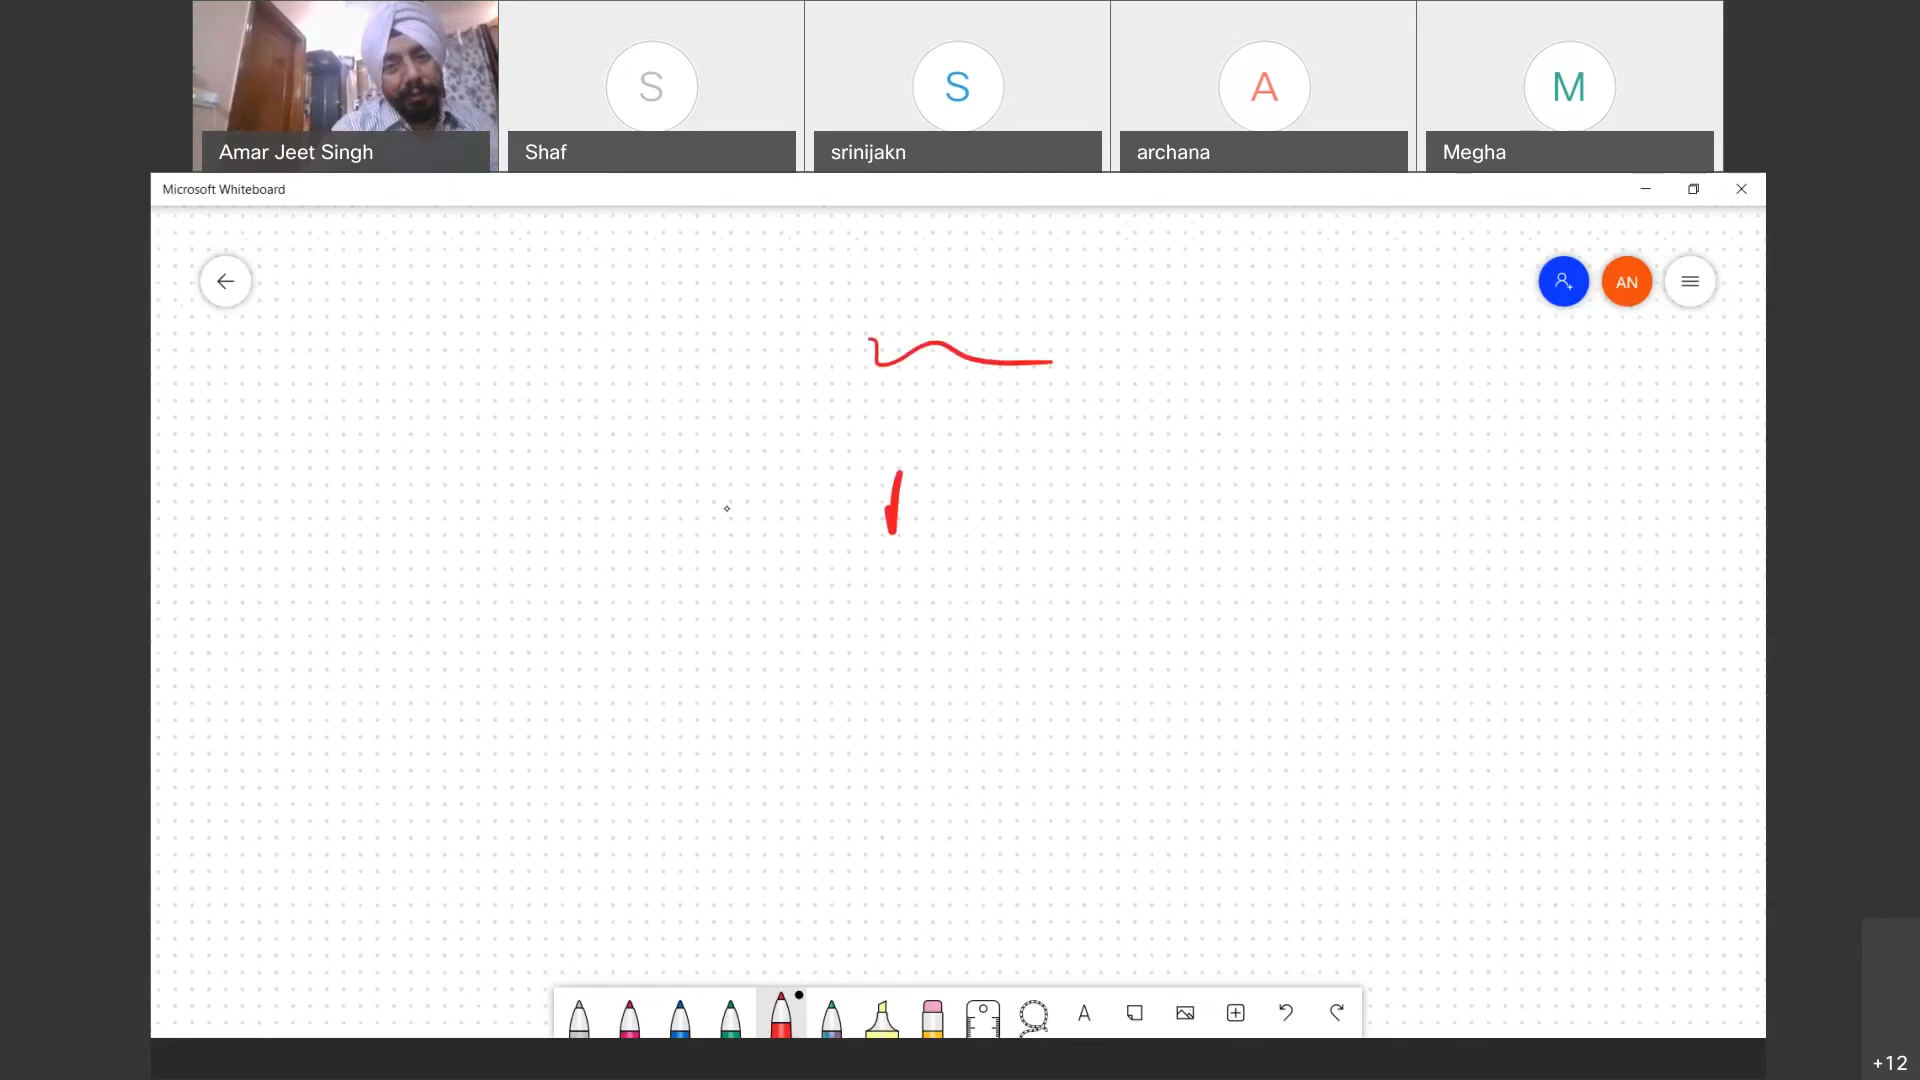 S S A M
Amar Jeet Singh Shaf srinijakn archana Megha
Microsoft Whiteboard
AN
+12